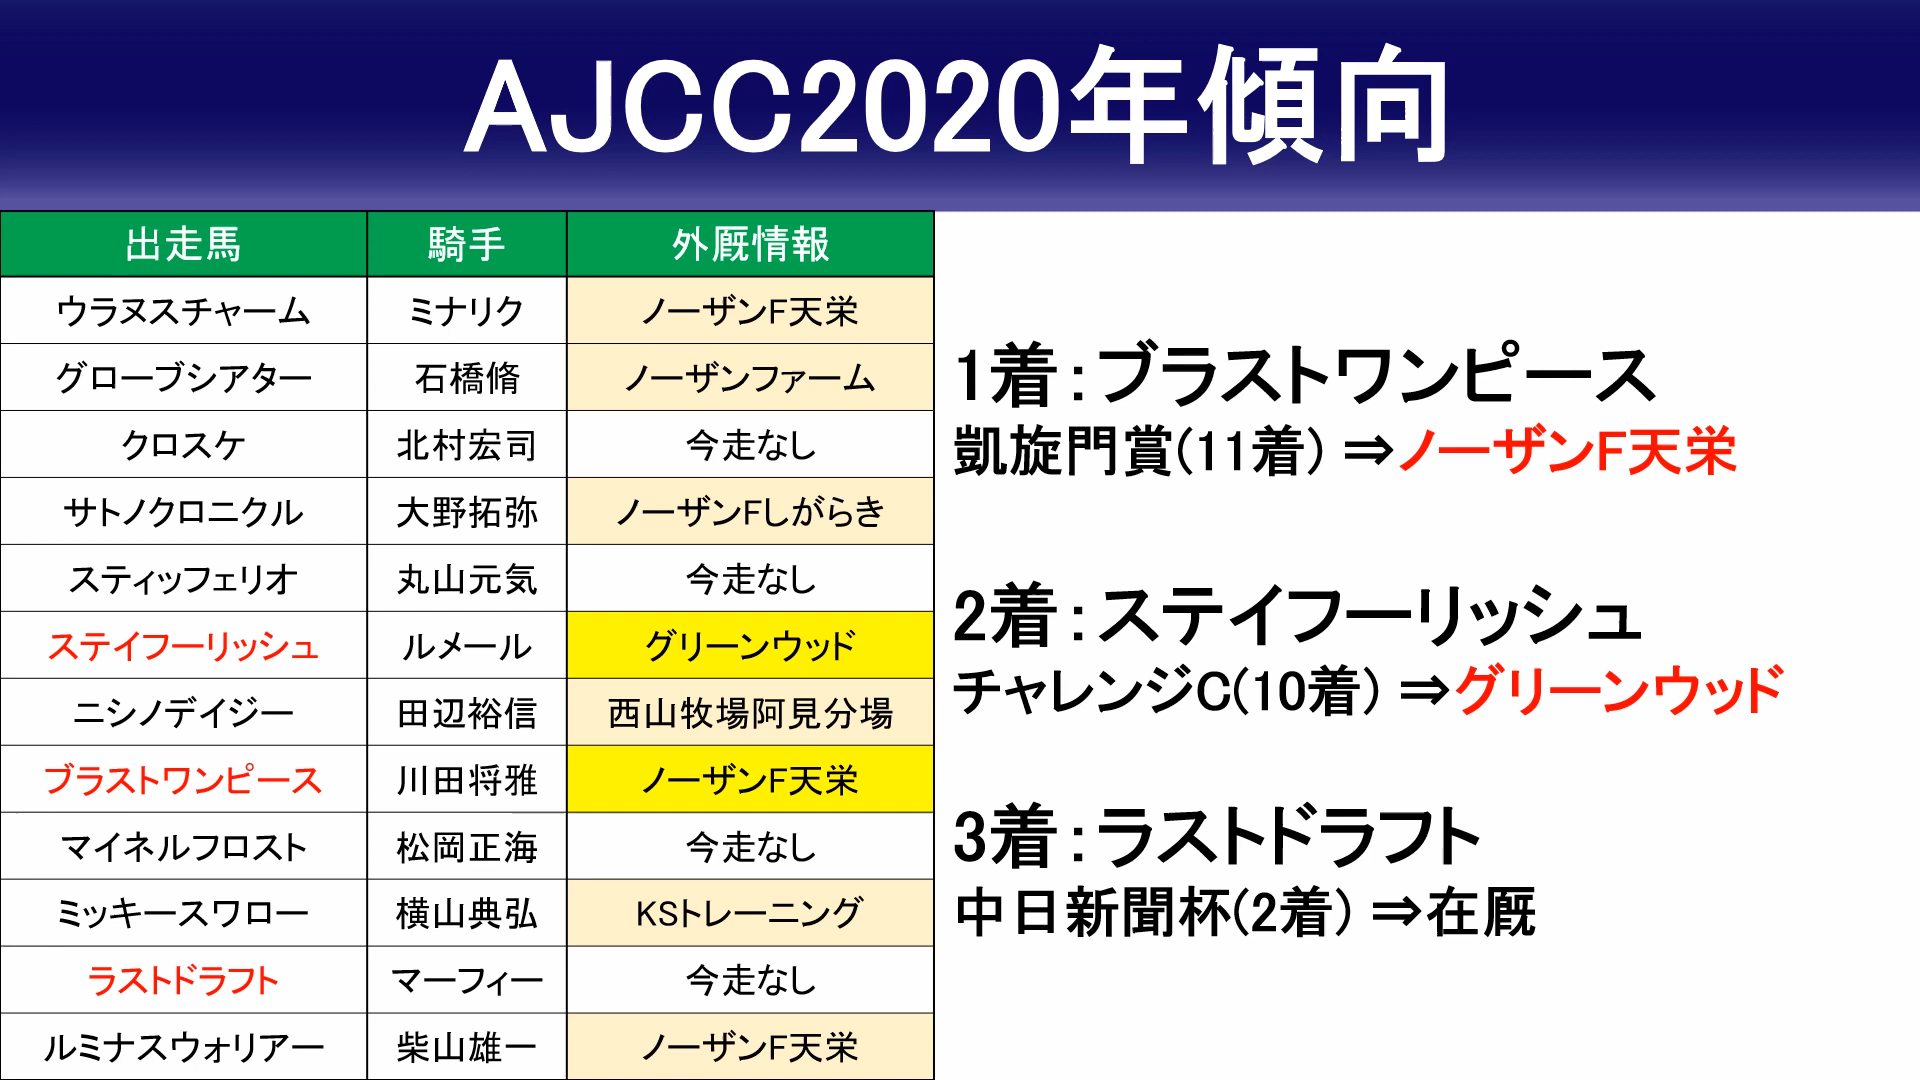 AJCC2020年傾向
出走馬 騎手 外厩情報
ウラヌスチャーム ミナリク ノーザンF天栄
グローブシアター 石橋脩 ノーザンファーム
クロスケ 北村宏司 今走なし
サトノクロニクル 大野拓弥 ノーザンFしがらき
スティッフェリオ 丸山元気 今走なし
ステイフーリッシュ ルメール グリーンウッド
ニシノデイジー 田辺裕信 西山牧場阿見分場
ブラストワンピース 川田将雅 ノーザンF天栄
マイネルフロスト 松岡正海 今走なし
ミッキースワロー 横山典弘 KSトレーニング
ラストドラフト マーフィー 今走なし
ルミナスウォリアー 柴山雄一 ノーザンF天栄
1着：ブラストワンピース
凱旋門賞(11着) ⇒ノーザンF天栄
2着：ステイフーリッシュ
チャレンジC(10着) ⇒グリーンウッド
3着：ラストドラフト
中日新聞杯(2着) ⇒在厩